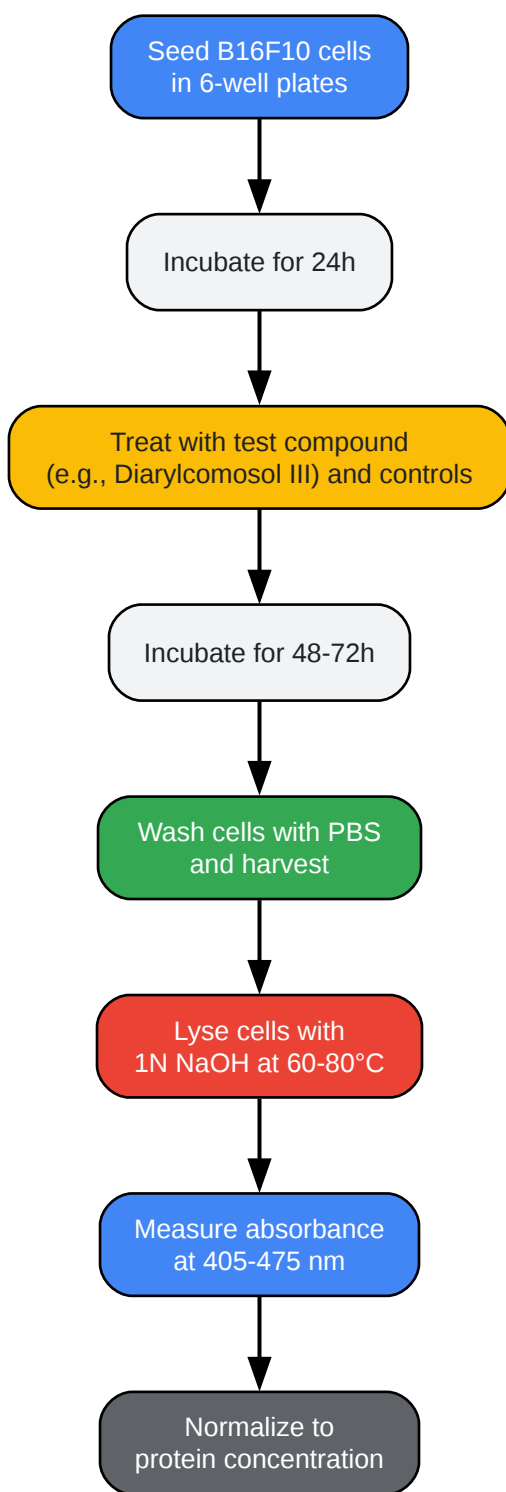 Seed B16F10 cells
in 6-well plates
Incubate for 24h
Treat with test compound
(e.g., Diarylcomosol III) and controls
Incubate for 48-72h
Wash cells with PBS
and harvest
Lyse cells with
1N NaOH at 60-80°C
Measure absorbance
at 405-475 nm
Normalize to
protein concentration